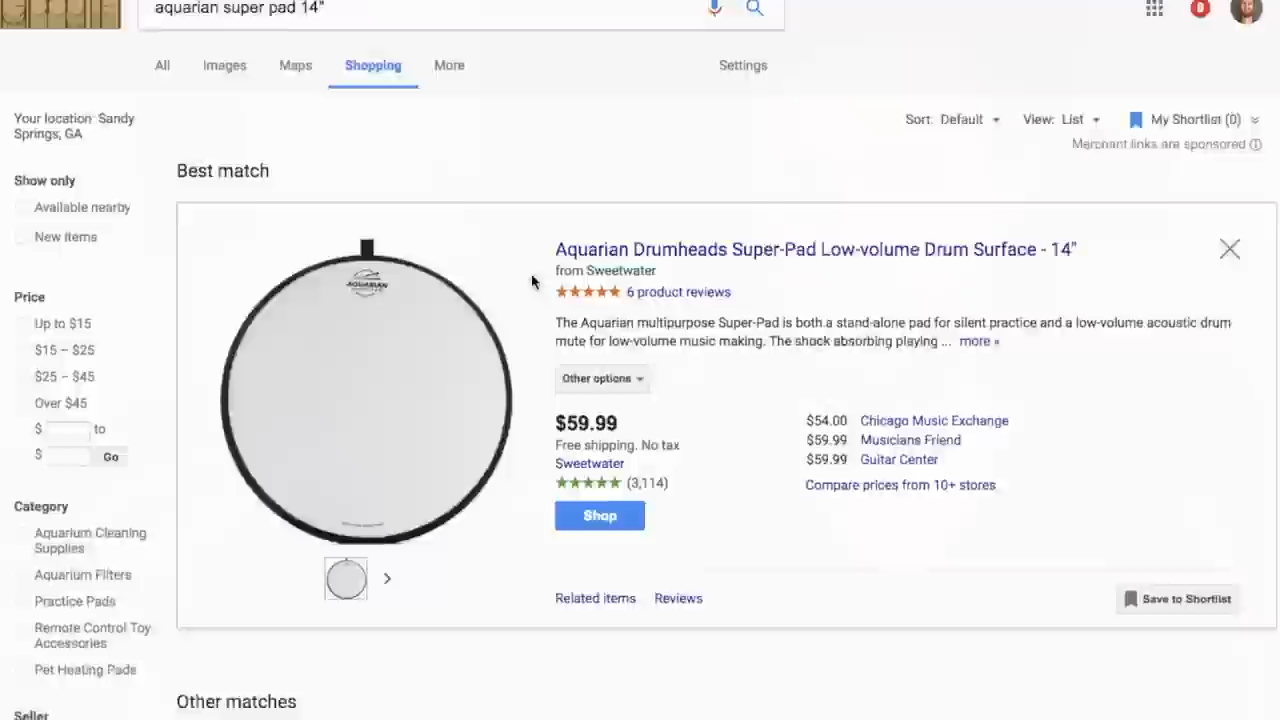 aquarian super pad 14"
All Images Maps Shopping More Settings
Your location: Sandy
Springs, GA
Sort: Default View: List My Shortlist (0)
Merchant links are sponsored
Show only
Available nearby
New items
Price
Up to $15
$15 – $25
$25 – $45
Over $45
$ to
$ Go
Category
Aquarium Cleaning
Supplies
Aquarium Filters
Practice Pads
Remote Control Toy
Accessories
Pet Heating Pads
Seller
Best match
AQUARIAN
Aquarian Drumheads Super-Pad Low-volume Drum Surface - 14"
from Sweetwater
6 product reviews
The Aquarian multipurpose Super-Pad is both a stand-alone pad for silent practice and a low-volume acoustic drum
mute for low-volume music making. The shock absorbing playing ... more »
Other options
$59.99
Free shipping. No tax
Sweetwater
(3,114)
Shop
$54.00 Chicago Music Exchange
$59.99 Musicians Friend
$59.99 Guitar Center
Compare prices from 10+ stores
Related items Reviews
Save to Shortlist
Other matches